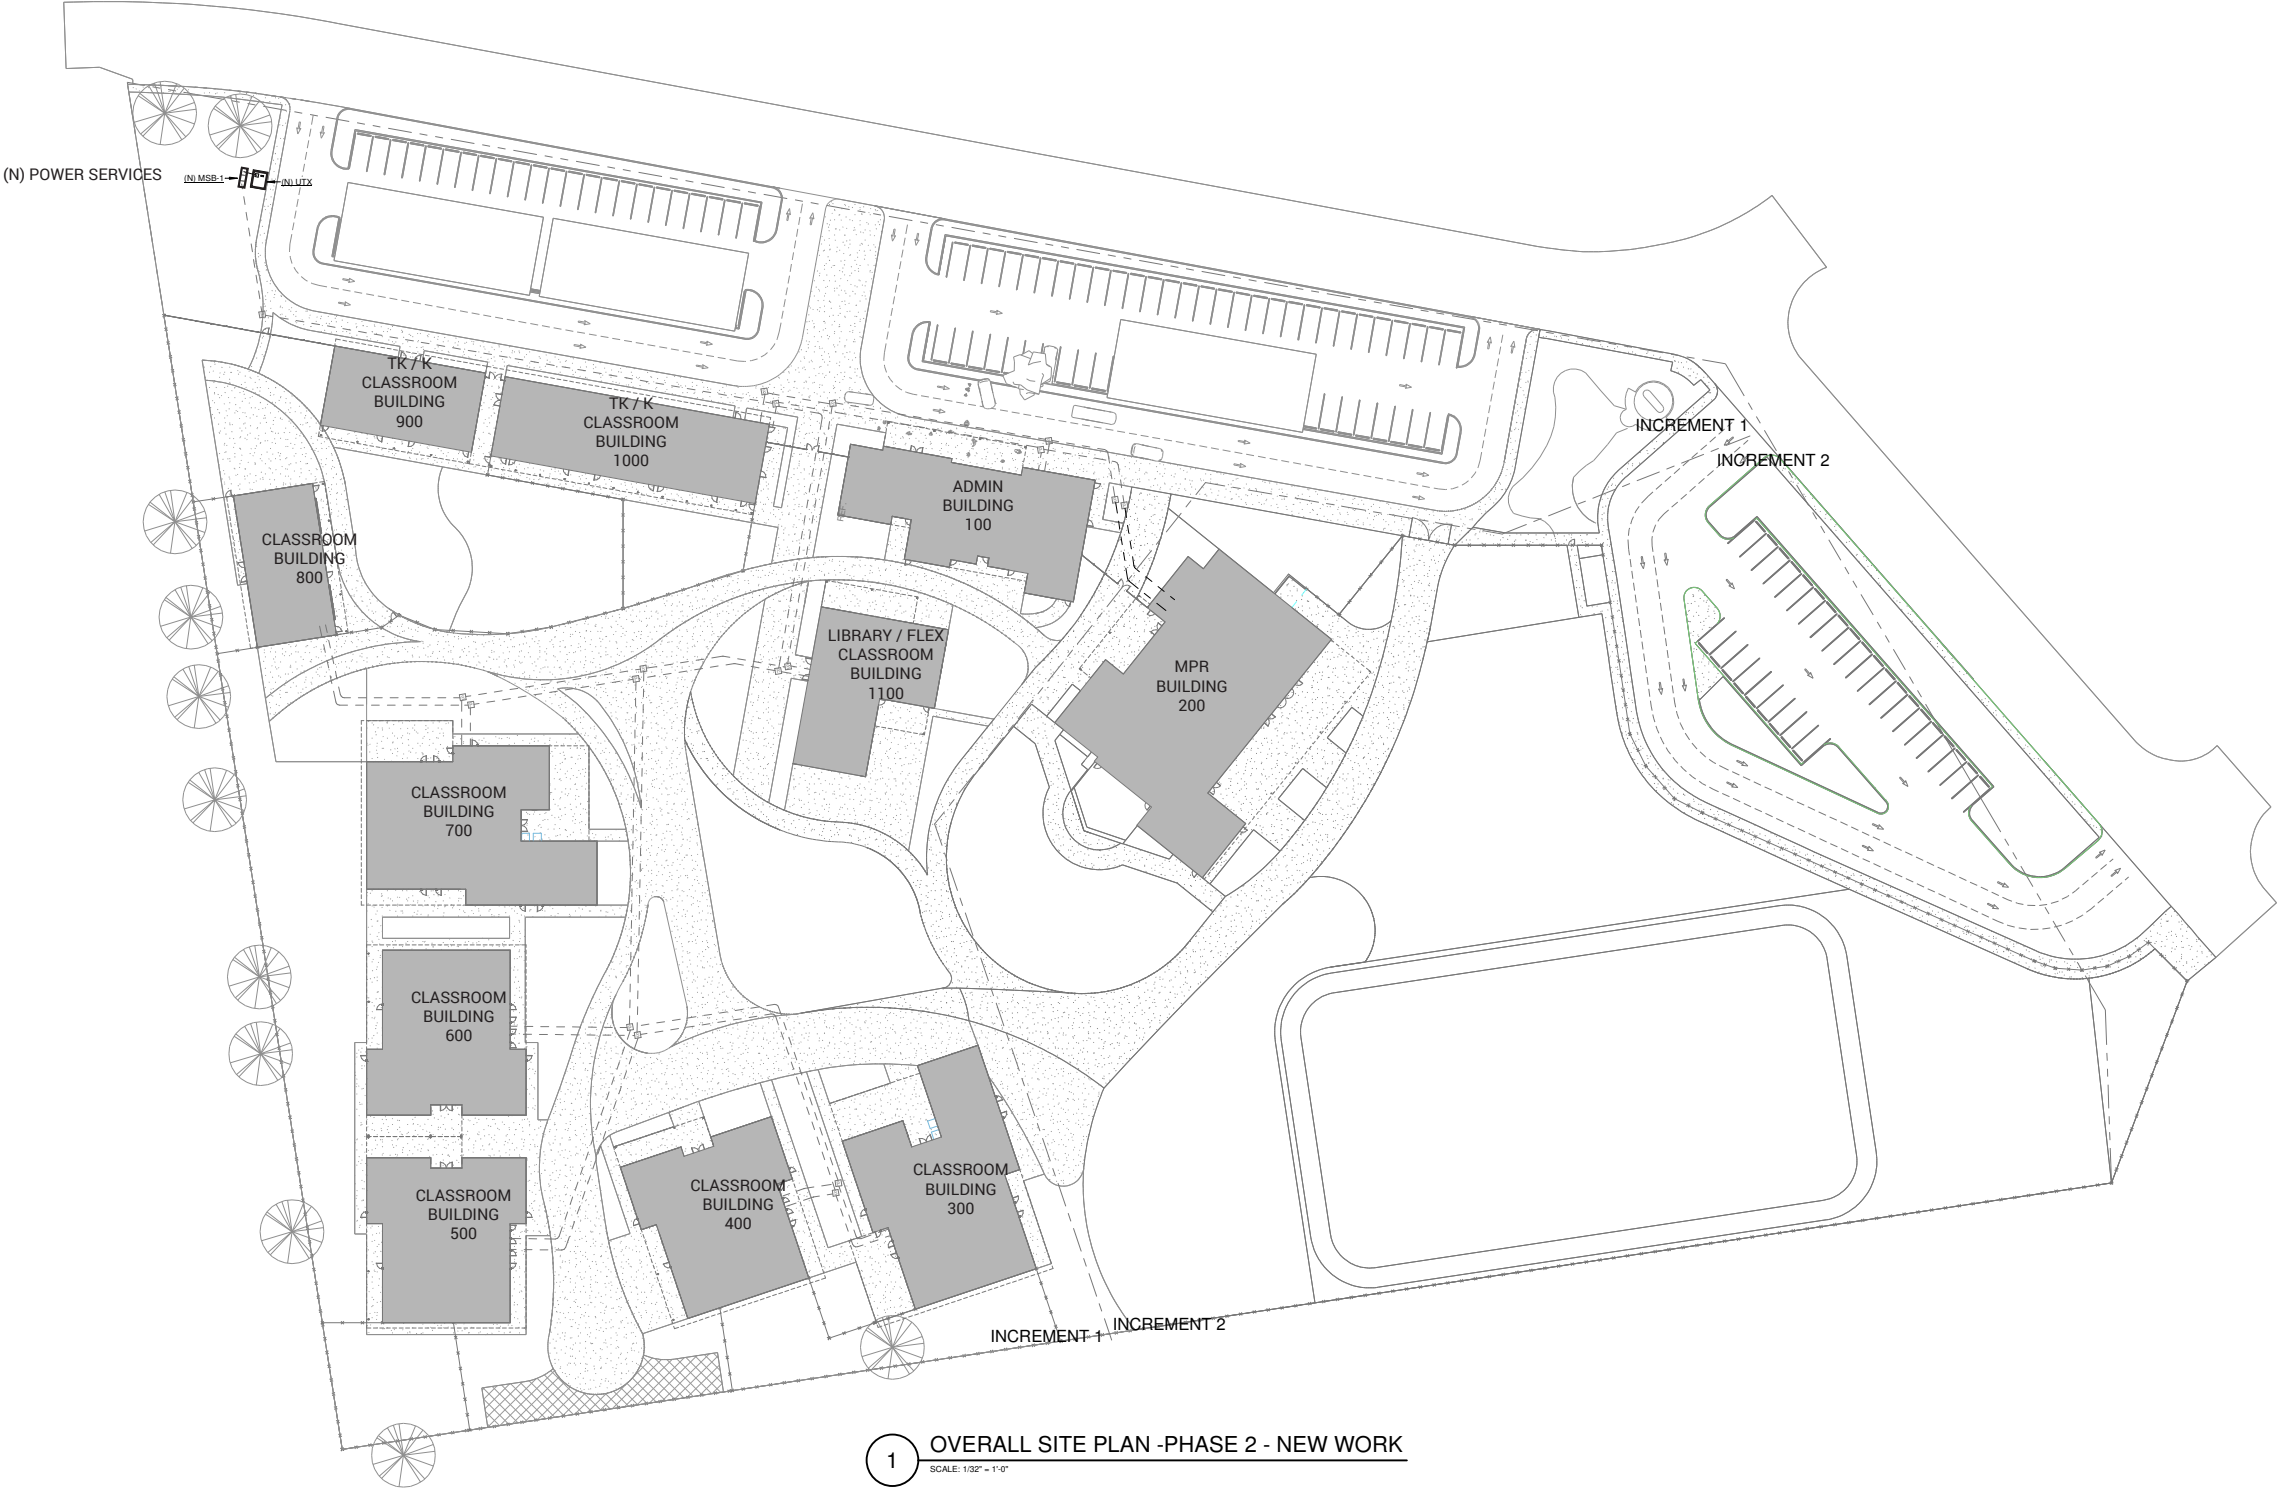 (N) POWER SERVICES
(N) MSB-1
(N) UTX
TK / K
CLASSROOM
BUILDING
900
TK / K
CLASSROOM
BUILDING
1000
INCREMENT 1
INCREMENT 2
ADMIN
BUILDING
100
CLASSROOM
BUILDING
800
LIBRARY / FLEX
CLASSROOM
BUILDING
1100
MPR
BUILDING
200
CLASSROOM
BUILDING
700
CLASSROOM
BUILDING
600
CLASSROOM
BUILDING
500
CLASSROOM
BUILDING
400
CLASSROOM
BUILDING
300
INCREMENT 1
INCREMENT 2
1
OVERALL SITE PLAN -PHASE 2 - NEW WORK
SCALE: 1/32" = 1'-0"